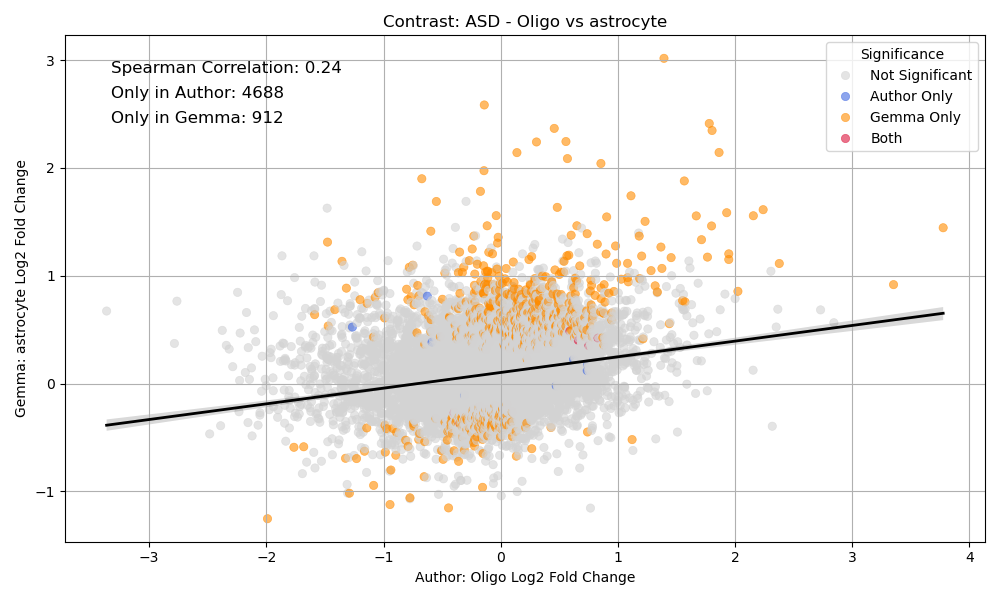 Contrast: ASD - Oligo vs astrocyte
Spearman Correlation: 0.24
Only in Author: 4688
Only in Gemma: 912
Significance
Not Significant
Author Only
Gemma Only
Both
Gemma: astrocyte Log2 Fold Change
3
2
1
0
−1
−3
−2
−1
0
1
2
3
4
Author: Oligo Log2 Fold Change